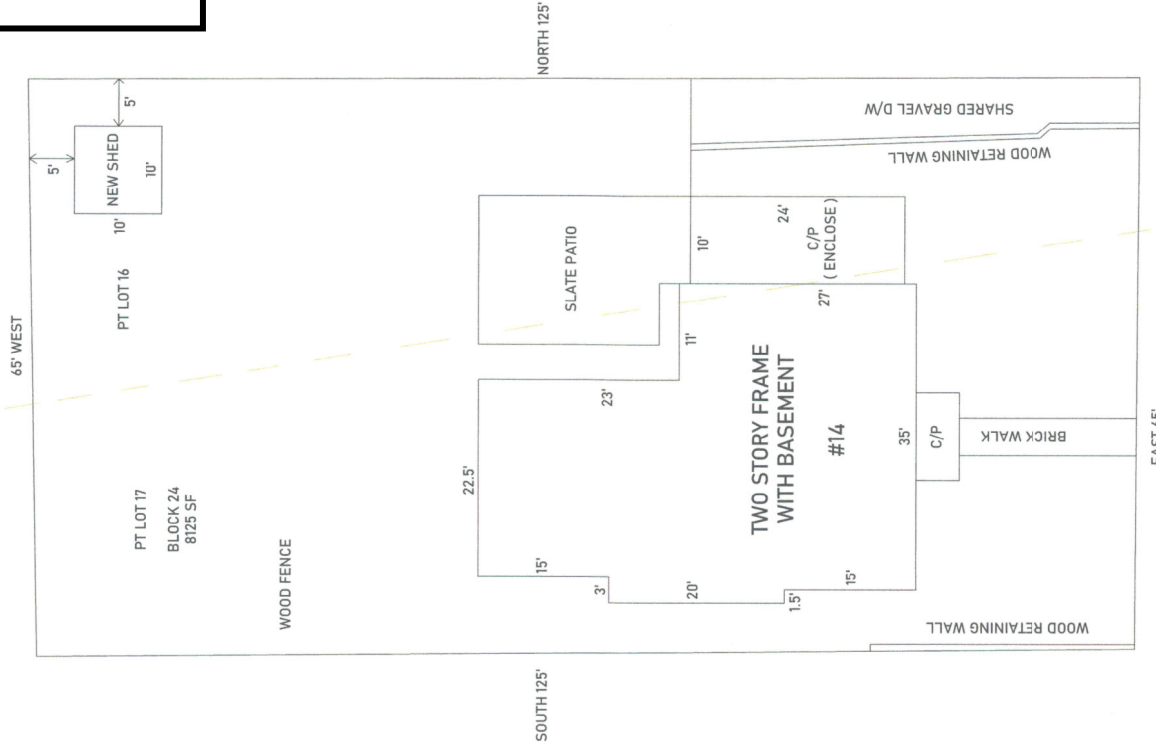 NORTH 125'
65' WEST
5'
5'
NEW SHED
10'
10'
PT LOT 16
PT LOT 17
BLOCK 24
8125 SF
WOOD FENCE
SHARED GRAVEL D/W
WOOD RETAINING WALL
SLATE PATIO
10'
24'
C/P
( ENCLOSE )
27'
11'
23'
22.5'
15'
3'
20'
1.5'
15'
TWO STORY FRAME
WITH BASEMENT
#14
35'
C/P
BRICK WALK
WOOD RETAINING WALL
SOUTH 125'